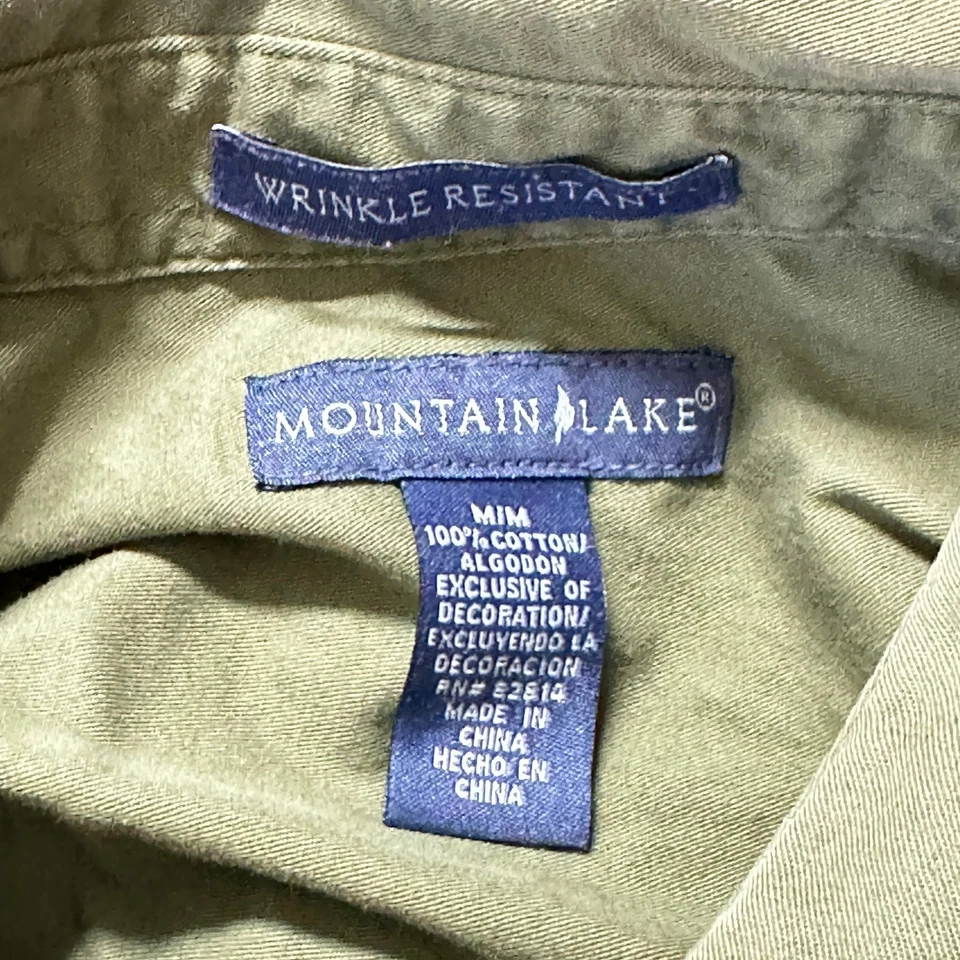 WRINKLE RESISTANT
MOUNTAIN LAKE®
M/M
100% COTTON/
ALGODON
EXCLUSIVE OF
DECORATION/
EXCLUYENDO LA
DECORACION
RN# 82814
MADE IN
CHINA
HECHO EN
CHINA